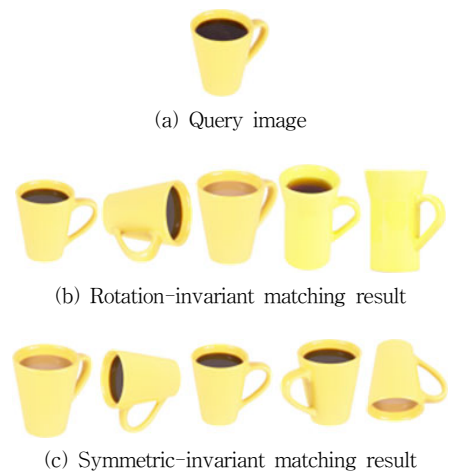 (a) Query image
(b) Rotation-invariant matching result
(c) Symmetric-invariant matching result